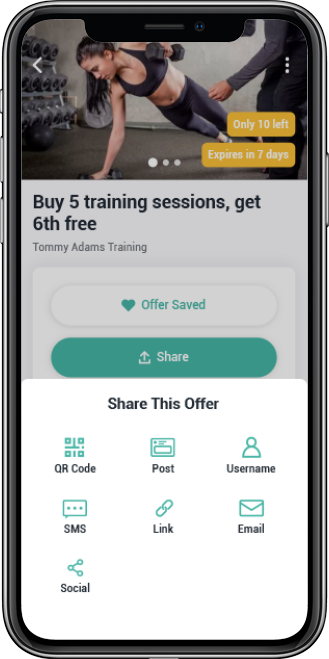 Only 10 left
Expires in 7 days
Buy 5 training sessions, get
6th free
Tommy Adams Training
Offer Saved
Share
Share This Offer
QR Code
Post
Username
SMS
Link
Email
Social